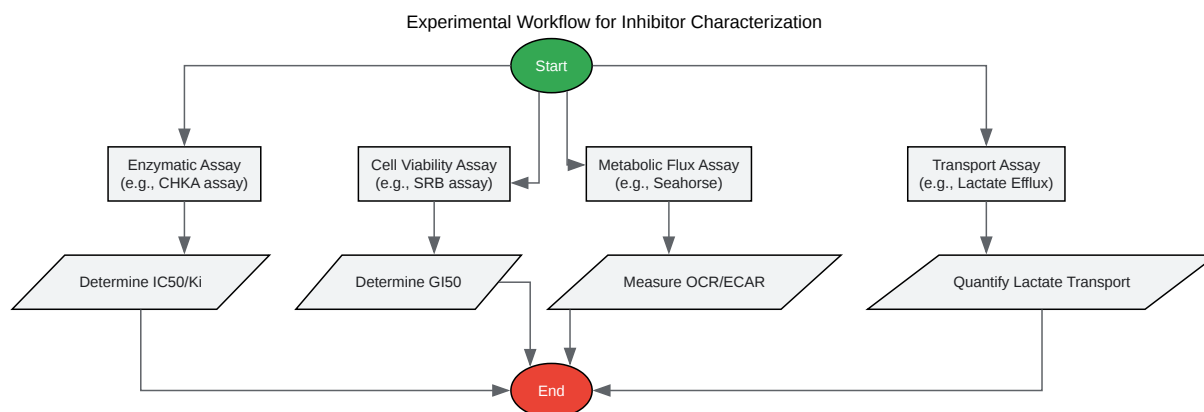 Experimental Workflow for Inhibitor Characterization
Start
Enzymatic Assay
(e.g., CHKA assay)
Cell Viability Assay
(e.g., SRB assay)
Metabolic Flux Assay
(e.g., Seahorse)
Transport Assay
(e.g., Lactate Efflux)
Determine IC50/Ki
Determine GI50
Measure OCR/ECAR
Quantify Lactate Transport
End